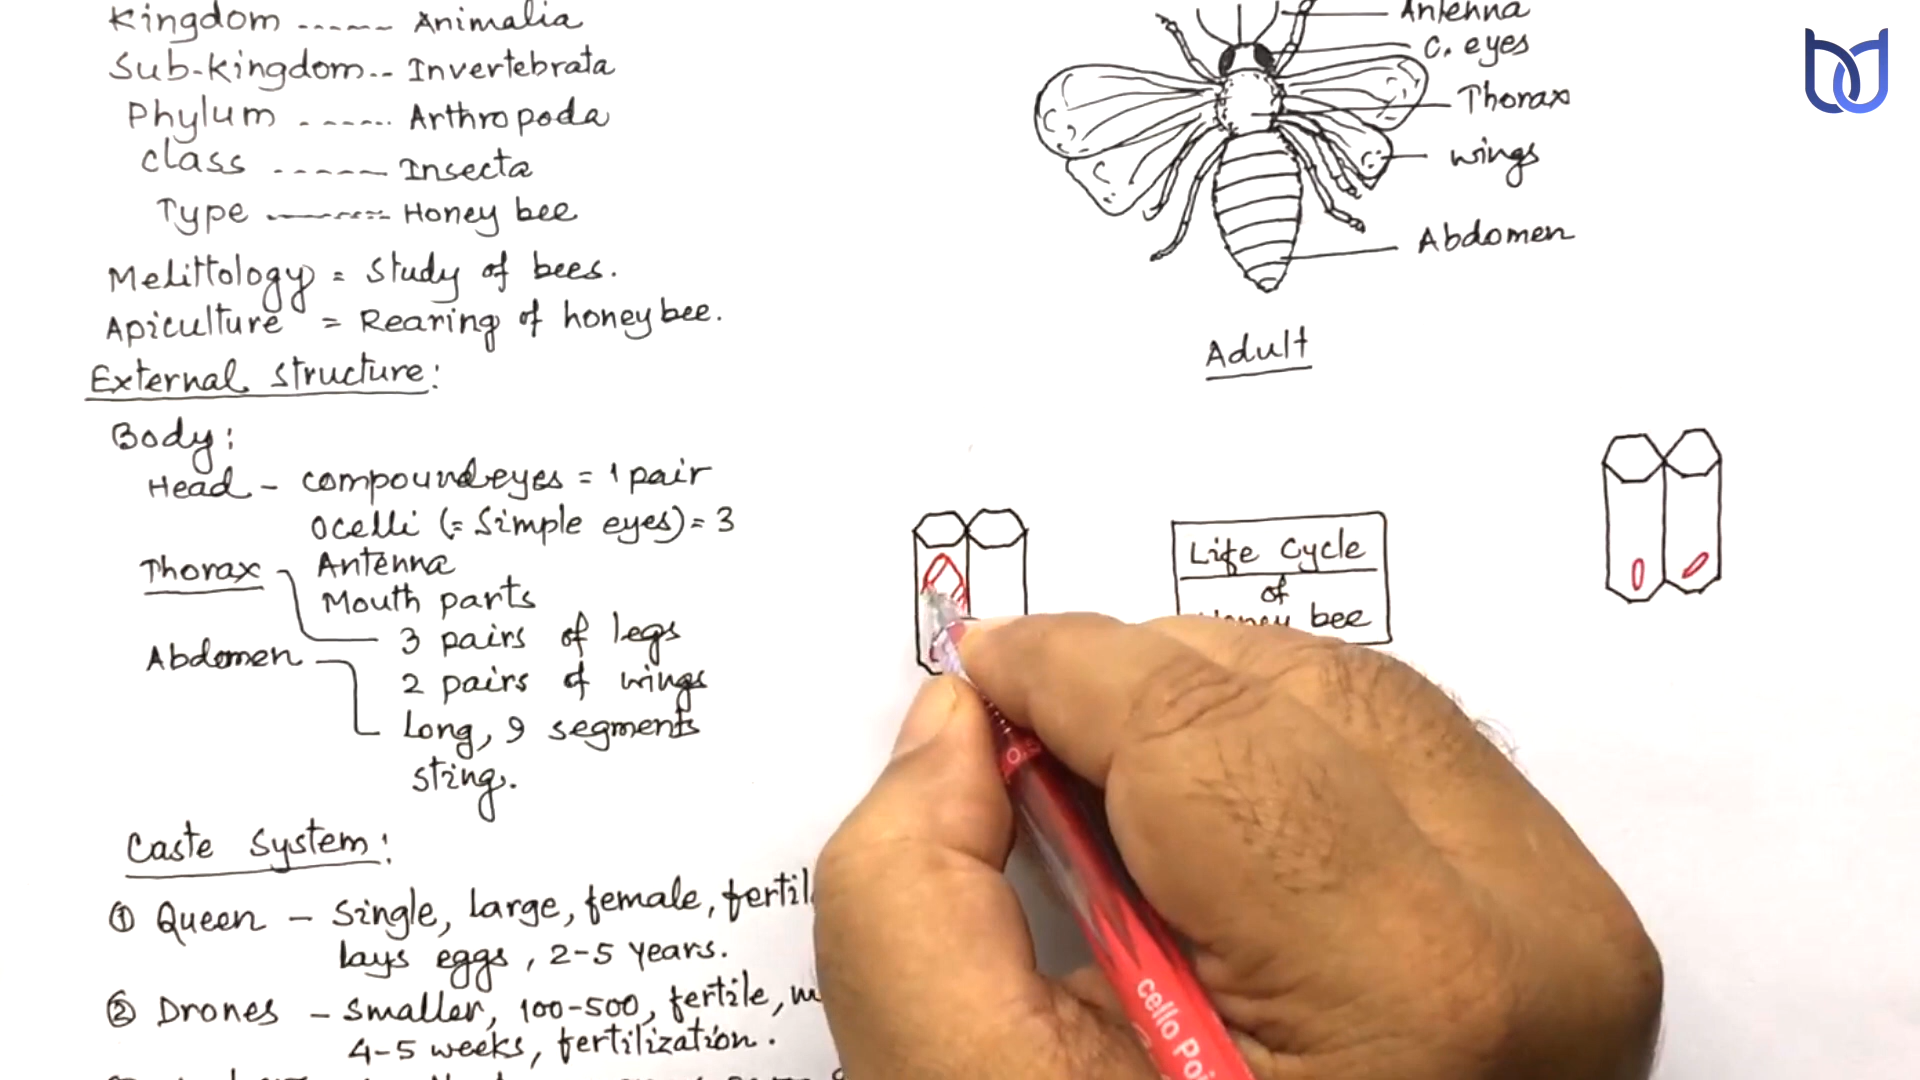 Kingdom ------ Animalia
Sub-kingdom-- Invertebrata
Phylum ------ Arthropoda
class ------ Insecta
Type ------ Honey bee
Melittology = study of bees.
Apiculture = Rearing of honey bee.
External structure:
Body:
Head - compound eyes = 1 pair
Ocelli (= Simple eyes) = 3
Antenna
Mouth parts
Thorax
3 pairs of legs
2 pairs of wings
Abdomen
Long, 9 segments
sting.
Caste System:
① Queen - Single, large, female,
lays eggs, 2-5 years.
② Drones - Smaller, 100-500, fertile,
4-5 weeks, fertilization.
Antenna
C. eyes
Thorax
wings
Abdomen
Adult
Life Cycle
of
bee
cello